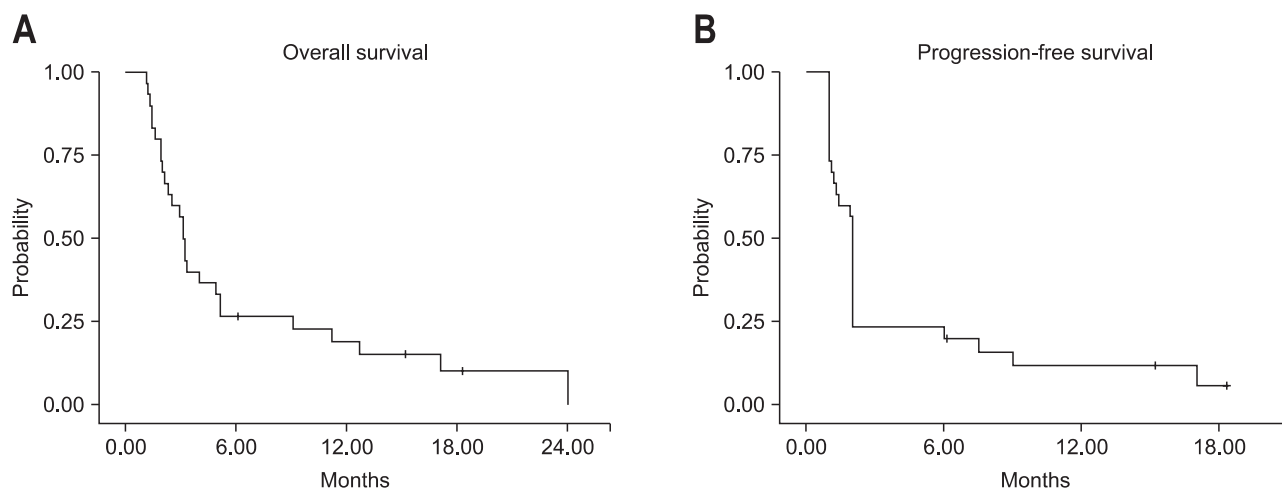 A
Overall survival
1.00
0.75
0.50
0.25
0.00
Probability
0.00 6.00 12.00 18.00 24.00
Months
B
Progression-free survival
1.00
0.75
0.50
0.25
0.00
Probability
0.00 6.00 12.00 18.00
Months